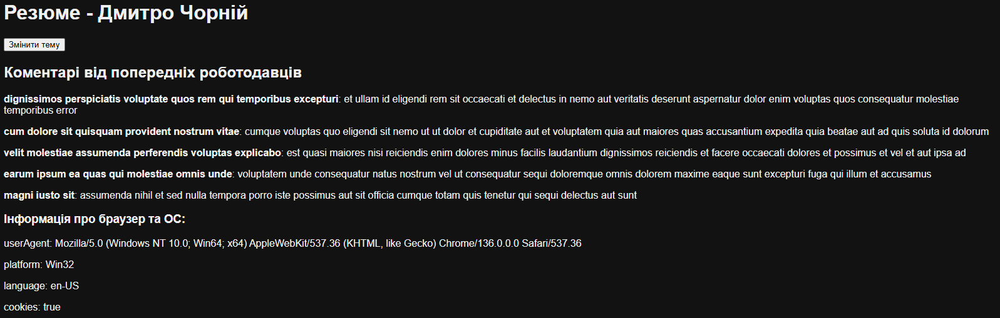 Резюме - Дмитро Чорній
Змінити тему
Коментарі від попередніх роботодавців
dignissimos perspiciatis voluptate quos rem qui temporibus excepturi: et ullam id eligendi rem sit occaecati et delectus in nemo aut veritatis deserunt aspernatur dolor enim voluptas quos consequatur molestiae
temporibus error
cum dolore sit quisquam provident nostrum vitae: cumque voluptas quo eligendi sit nemo ut ut dolor et cupiditate aut et voluptatem quia aut maiores quas accusantium expedita quia beatae aut ad quis soluta id dolorum
velit molestiae assumenda perferendis voluptas explicabo: est quasi maiores nisi reiciendis enim dolores minus facilis laudantium dignissimos reiciendis et facere occaecati dolores et possimus et vel et aut ipsa ad
earum ipsum ea quas qui molestiae omnis unde: voluptatem unde consequatur natus nostrum vel ut consequatur sequi doloremque omnis dolorem maxime eaque sunt excepturi fuga qui illum et accusamus
magni iusto sit: assumenda nihil et sed nulla tempora porro iste possimus aut sit officia cumque totam quis tenetur qui sequi delectus aut sunt
Інформація про браузер та ОС:
userAgent: Mozilla/5.0 (Windows NT 10.0; Win64; x64) AppleWebKit/537.36 (KHTML, like Gecko) Chrome/136.0.0.0 Safari/537.36
platform: Win32
language: en-US
cookies: true